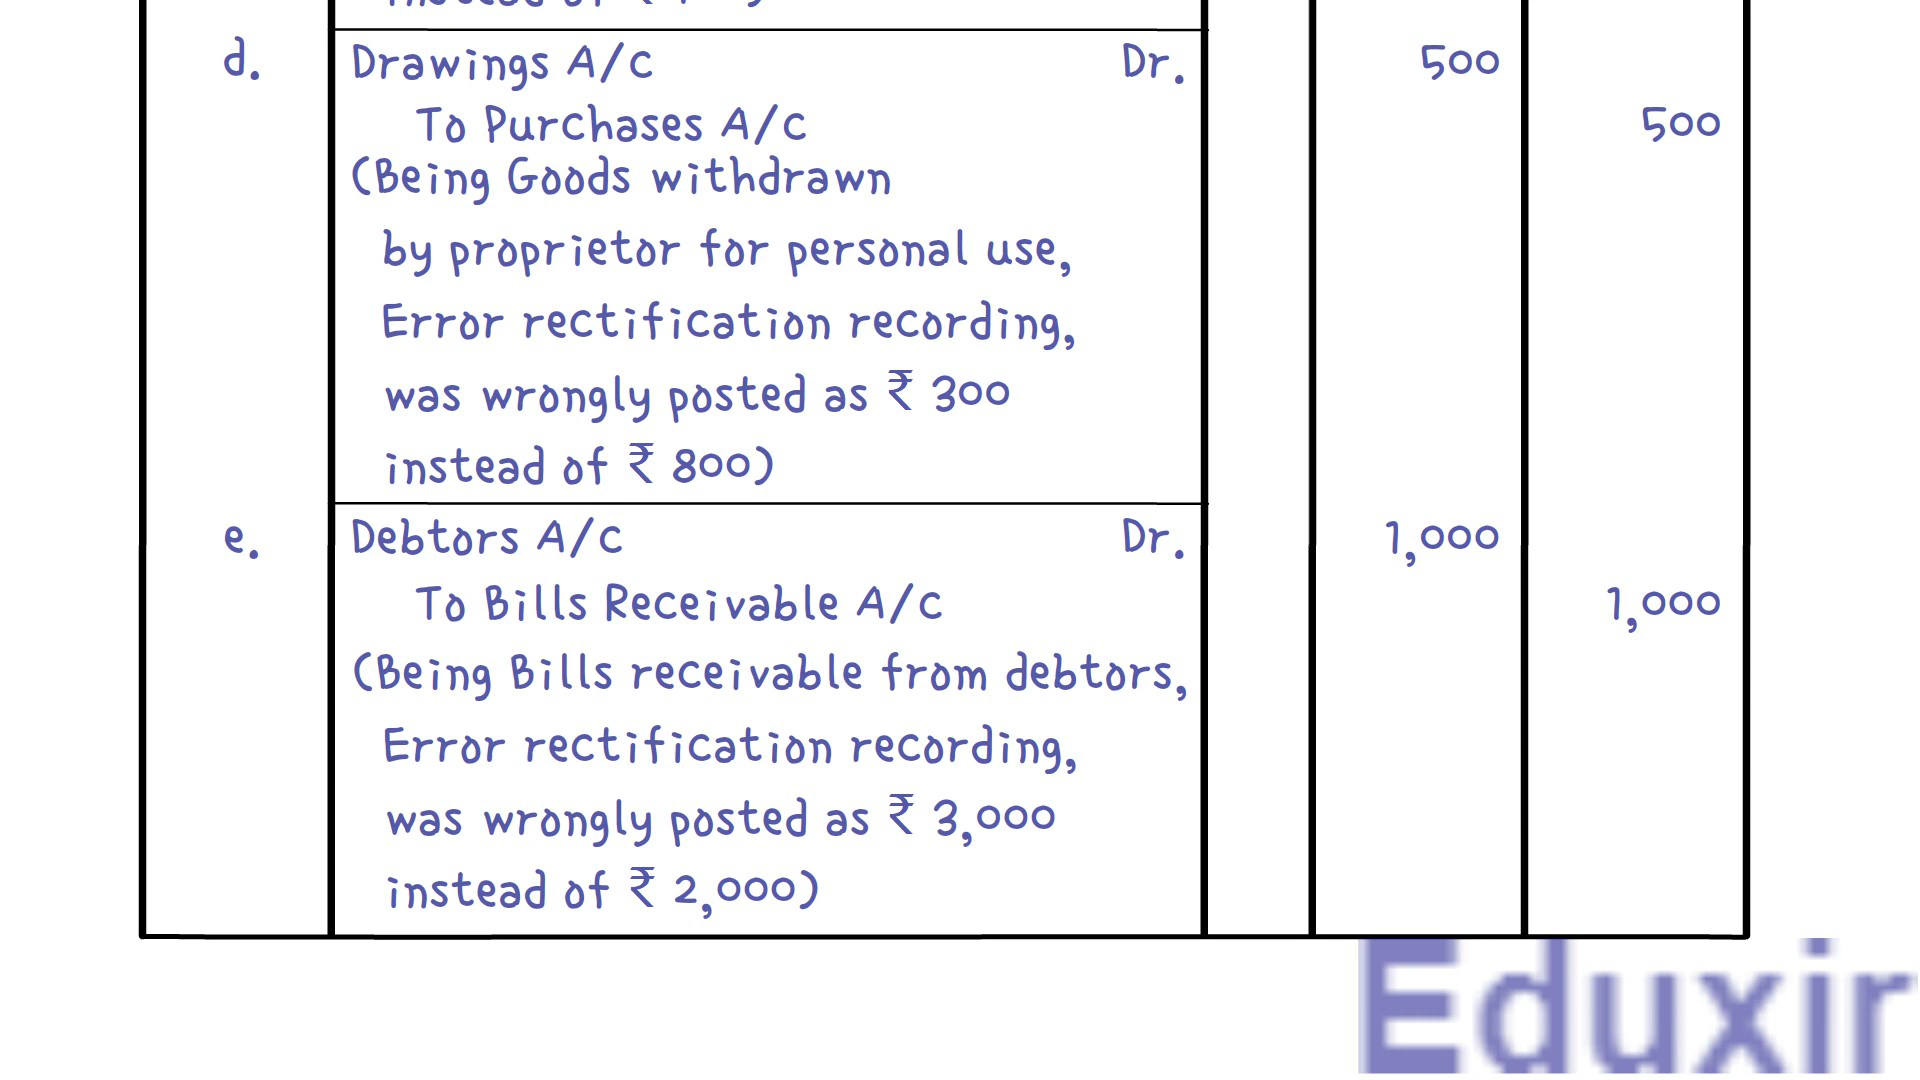 d. Drawings A/c Dr. 500
To Purchases A/c 500
(Being Goods withdrawn
by proprietor for personal use,
Error rectification recording,
was wrongly posted as ₹ 300
instead of ₹ 800)
e. Debtors A/c Dr. 1,000
To Bills Receivable A/c 1,000
(Being Bills receivable from debtors,
Error rectification recording,
was wrongly posted as ₹ 3,000
instead of ₹ 2,000)
Eduxir